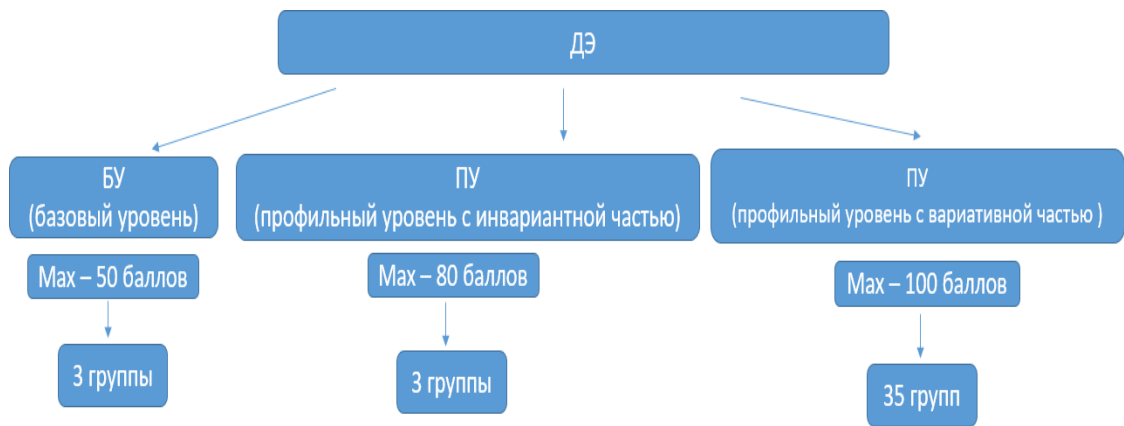 ДЭ
БУ
(базовый уровень)
ПУ
(профильный уровень с инвариантной частью)
ПУ
(профильный уровень с вариативной частью )
Max – 50 баллов
Max – 80 баллов
Max – 100 баллов
3 группы
3 группы
35 групп